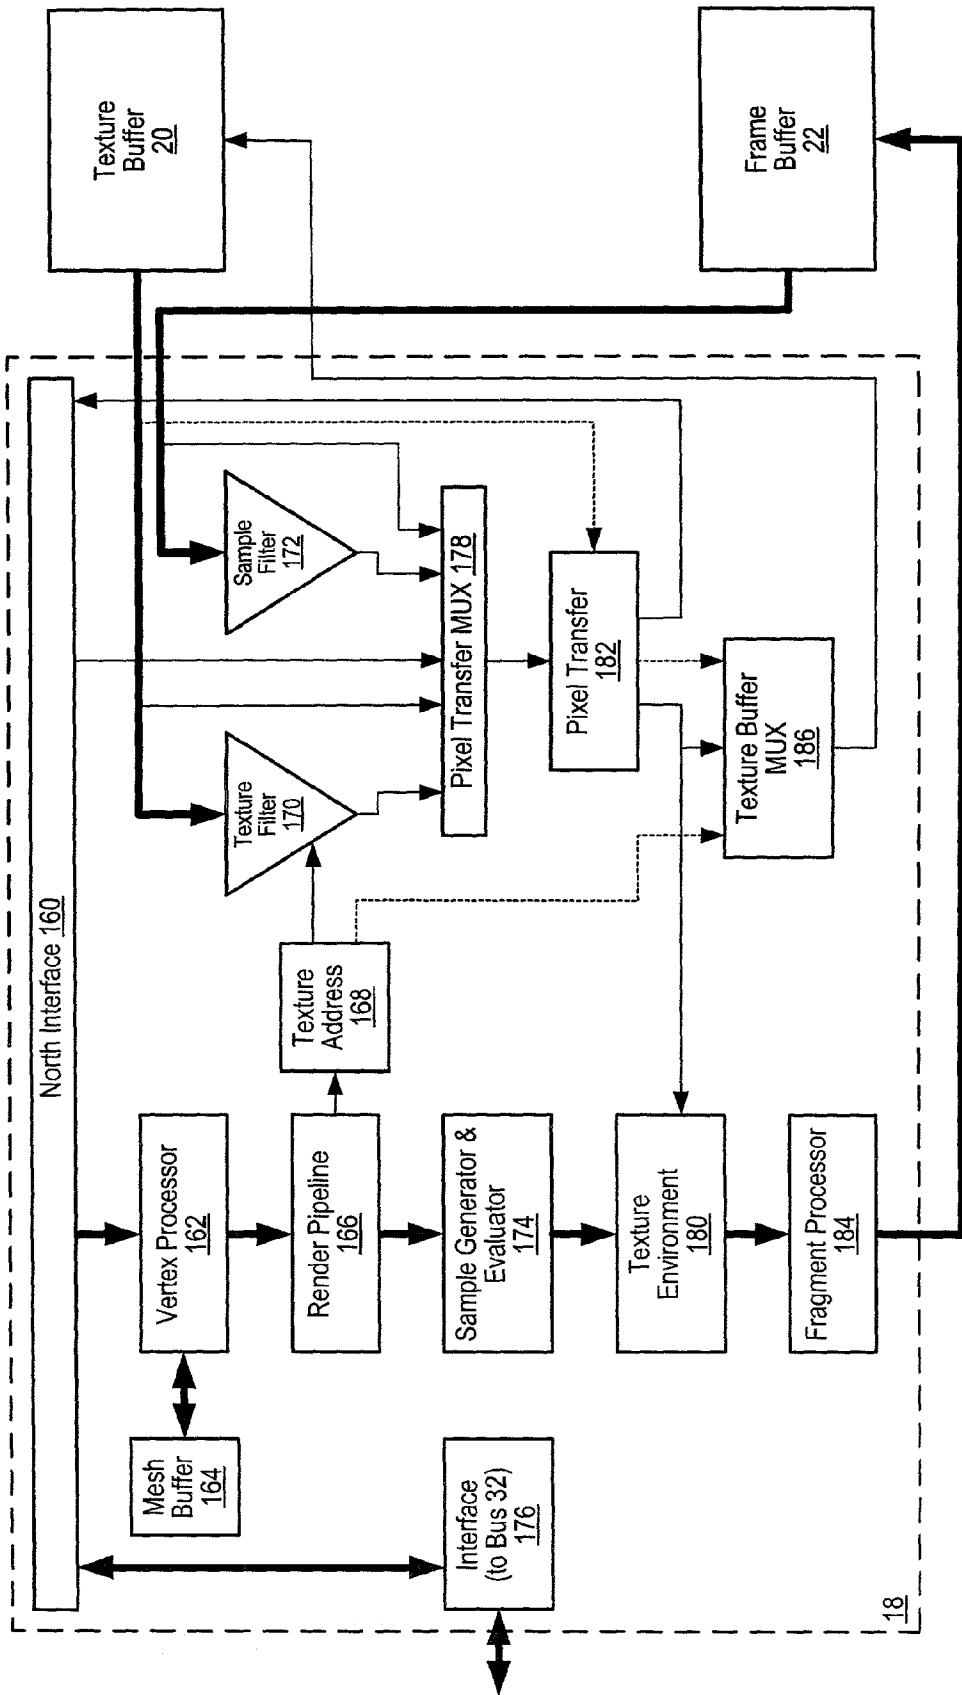 North Interface 160
Mesh
Buffer
164
Vertex Processor
162
Render Pipeline
166
Interface
(to Bus 32)
176
Sample Generator &
Evaluator
174
Texture
Environment
180
Fragment Processor
184
18
Texture
Address
168
Texture
Filter
170
Sample
Filter
172
Pixel Transfer MUX 178
Pixel Transfer
182
Texture Buffer
MUX
186
Texture
Buffer
20
Frame
Buffer
22